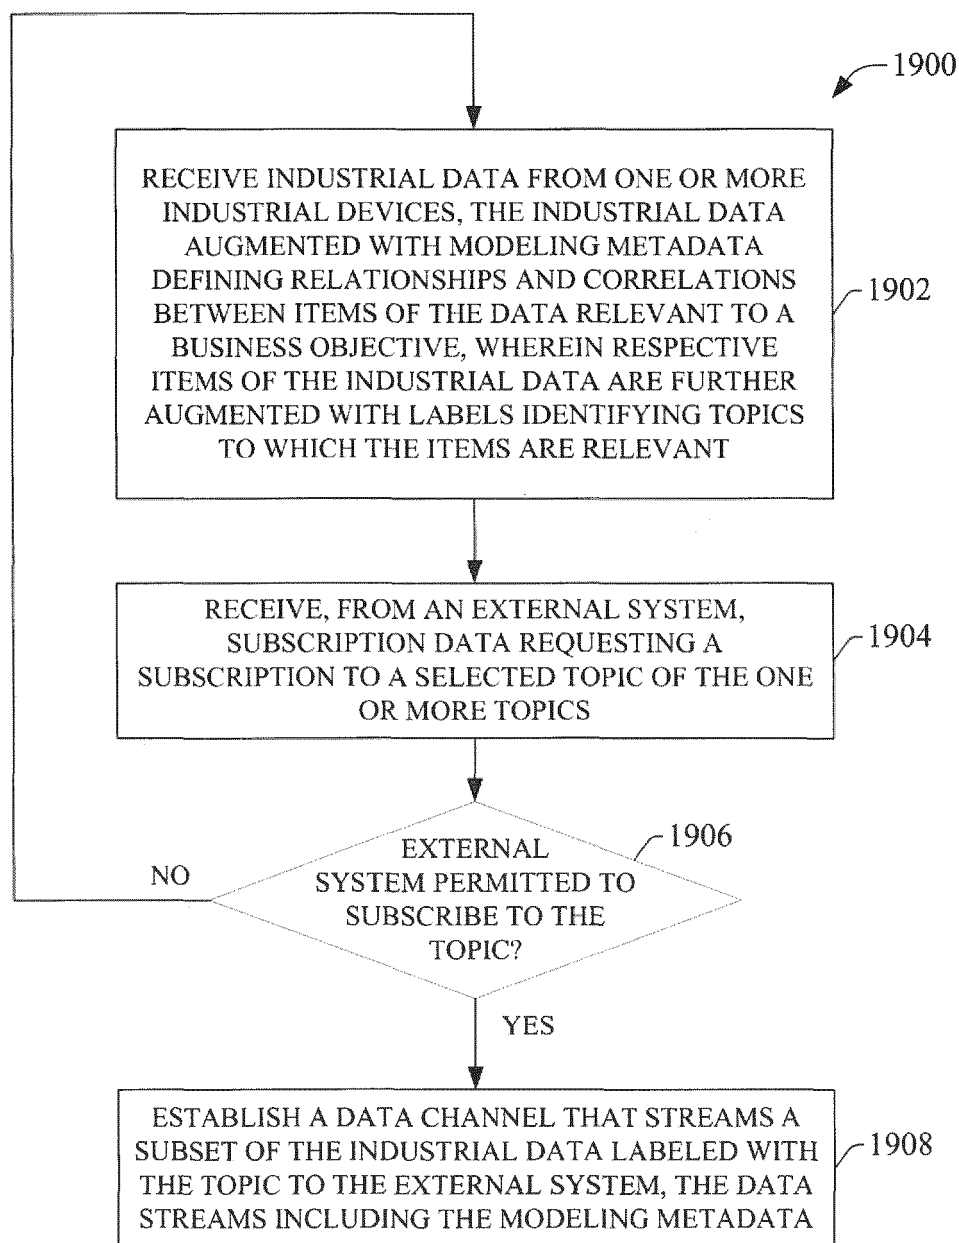 1900
RECEIVE INDUSTRIAL DATA FROM ONE OR MORE
INDUSTRIAL DEVICES, THE INDUSTRIAL DATA
AUGMENTED WITH MODELING METADATA
DEFINING RELATIONSHIPS AND CORRELATIONS
BETWEEN ITEMS OF THE DATA RELEVANT TO A
BUSINESS OBJECTIVE, WHEREIN RESPECTIVE
ITEMS OF THE INDUSTRIAL DATA ARE FURTHER
AUGMENTED WITH LABELS IDENTIFYING TOPICS
TO WHICH THE ITEMS ARE RELEVANT
1902
RECEIVE, FROM AN EXTERNAL SYSTEM,
SUBSCRIPTION DATA REQUESTING A
SUBSCRIPTION TO A SELECTED TOPIC OF THE ONE
OR MORE TOPICS
1904
EXTERNAL
SYSTEM PERMITTED TO
SUBSCRIBE TO THE
TOPIC?
1906
NO
YES
ESTABLISH A DATA CHANNEL THAT STREAMS A
SUBSET OF THE INDUSTRIAL DATA LABELED WITH
THE TOPIC TO THE EXTERNAL SYSTEM, THE DATA
STREAMS INCLUDING THE MODELING METADATA
1908